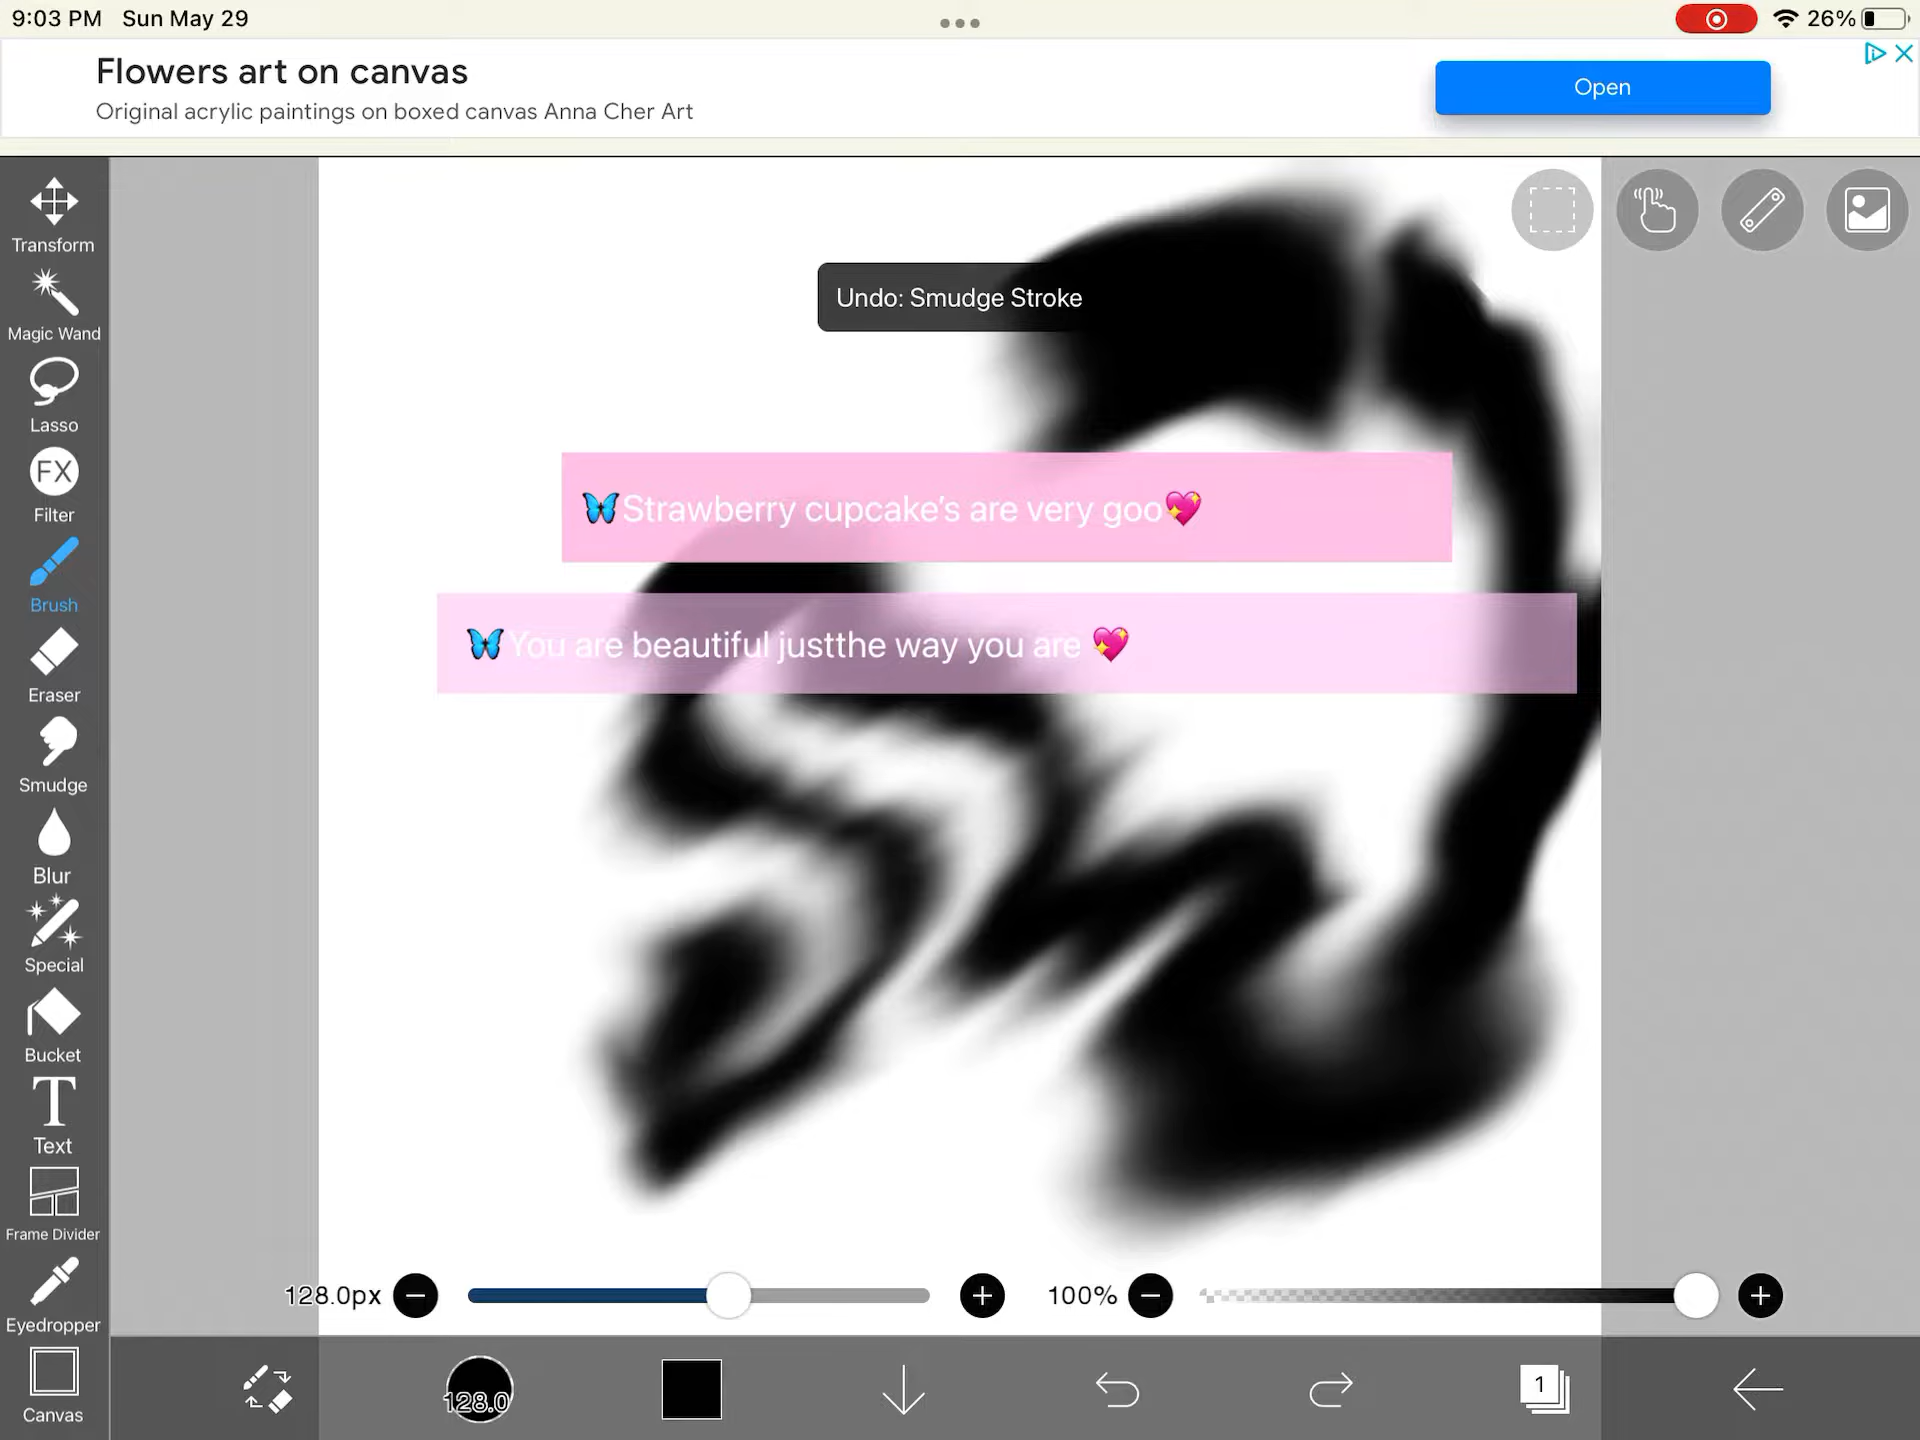 9:03 PM Sun May 29
26%
Flowers art on canvas
Original acrylic paintings on boxed canvas Anna Cher Art
Open
Transform
Magic Wand
Lasso
FX
Filter
Brush
Eraser
Smudge
Blur
Special
Bucket
T
Text
Frame Divider
Eyedropper
Canvas
Undo: Smudge Stroke
🦋Strawberry cupcake’s are very goo💖
🦋You are beautiful justthe way you are 💖
128.0px
100%
128.0
1